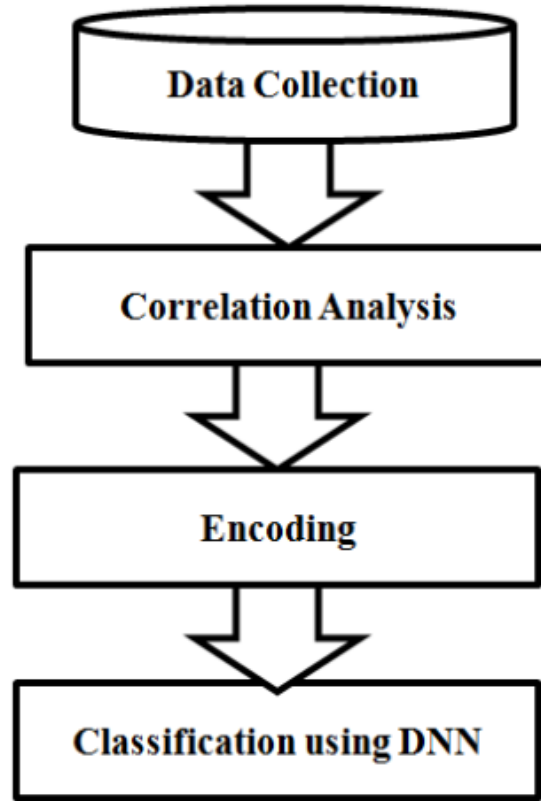 Data Collection
Correlation Analysis
Encoding
Classification using DNN